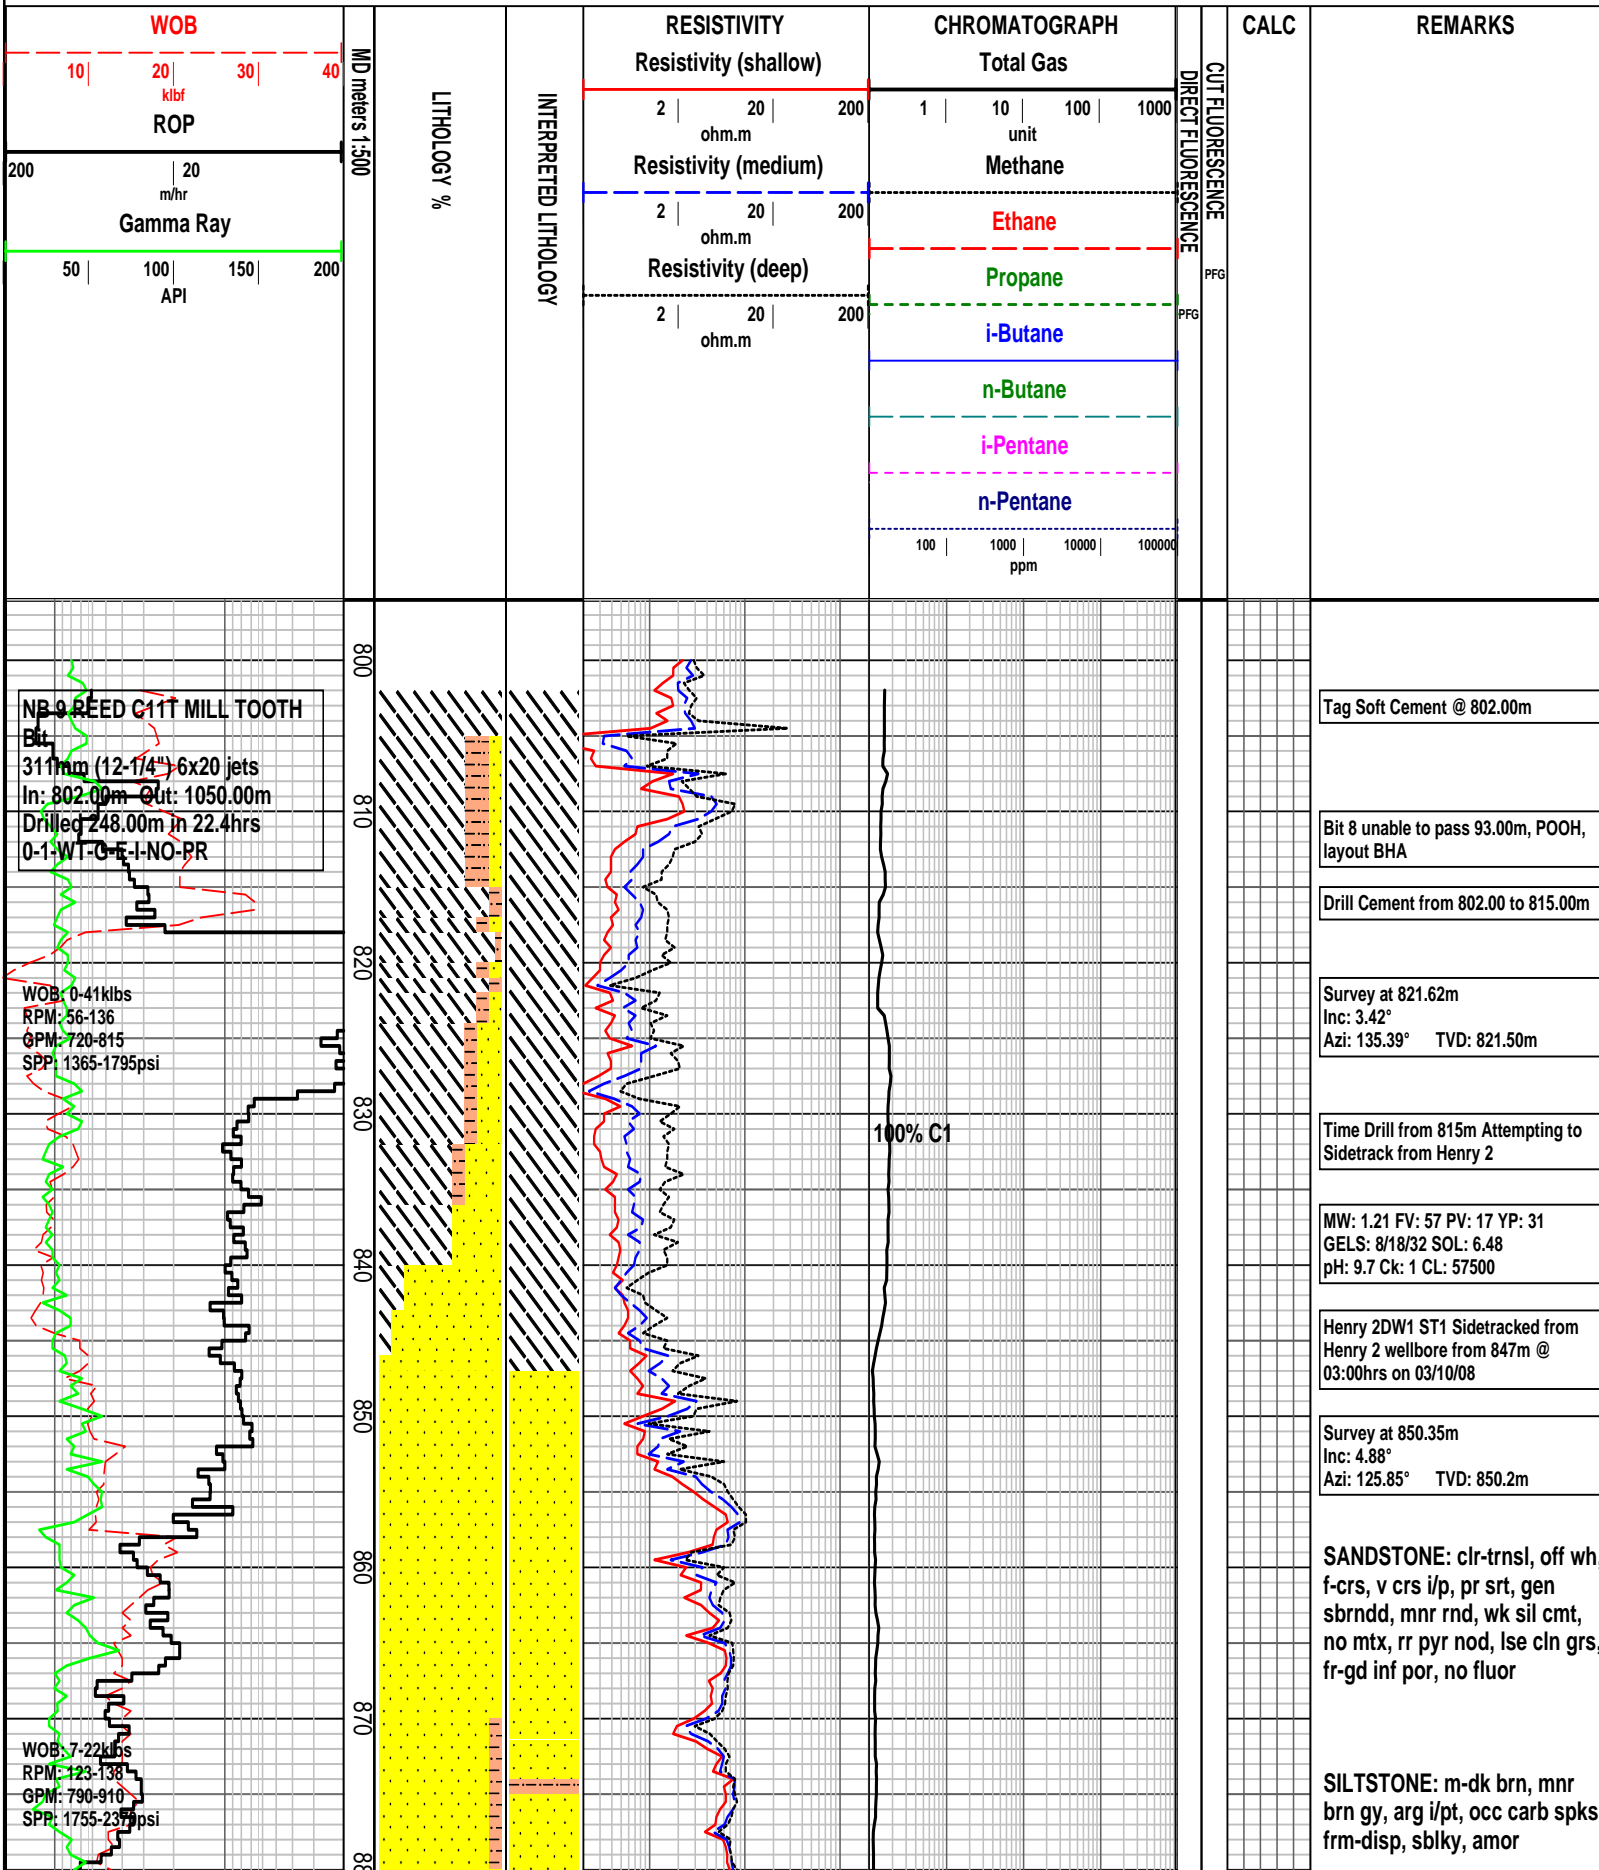 WOB
10 20 30 40
klbf
ROP
200 20
m/hr
Gamma Ray
50 100 150 200
API
MD meters 1:500
LITHOLOGY %
INTERPRETED LITHOLOGY
RESISTIVITY
Resistivity (shallow)
2 20 200
ohm.m
Resistivity (medium)
2 20 200
ohm.m
Resistivity (deep)
2 20 200
ohm.m
CHROMATOGRAPH
Total Gas
1 10 100 1000
unit
Methane
Ethane
Propane
i-Butane
n-Butane
i-Pentane
n-Pentane
100 1000 10000 100000
ppm
DIRECT FLUORESCENCE
PFG
CUT FLUORESCENCE
PFG
CALC
REMARKS
800
810
820
830
840
850
860
870
NB 9 REED C11T MILL TOOTH
Bit
311mm (12-1/4") 6x20 jets
In: 802.00m Out: 1050.00m
Drilled 248.00m in 22.4hrs
0-1-WT-G-E-I-NO-PR
WOB: 0-41klbs
RPM: 56-136
GPM: 720-815
SPP: 1365-1795psi
WOB: 7-22klbs
RPM: 123-138
GPM: 790-910
100% C1
Tag Soft Cement @ 802.00m
Bit 8 unable to pass 93.00m, POOH,
layout BHA
Drill Cement from 802.00 to 815.00m
Survey at 821.62m
Inc: 3.42°
Azi: 135.39° TVD: 821.50m
Time Drill from 815m Attempting to
Sidetrack from Henry 2
MW: 1.21 FV: 57 PV: 17 YP: 31
GELS: 8/18/32 SOL: 6.48
pH: 9.7 Ck: 1 CL: 57500
Henry 2DW1 ST1 Sidetracked from
Henry 2 wellbore from 847m @
03:00hrs on 03/10/08
Survey at 850.35m
Inc: 4.88°
Azi: 125.85° TVD: 850.2m
SANDSTONE: clr-trnsl, off wh,
f-crs, v crs i/p, pr srt, gen
sbrndd, mnr rnd, wk sil cmt,
no mtx, rr pyr nod, lse cln grs,
fr-gd inf por, no fluor
SILTSTONE: m-dk brn, mnr
brn gy, arg i/pt, occ carb spks
frm-disp, sblky, amor